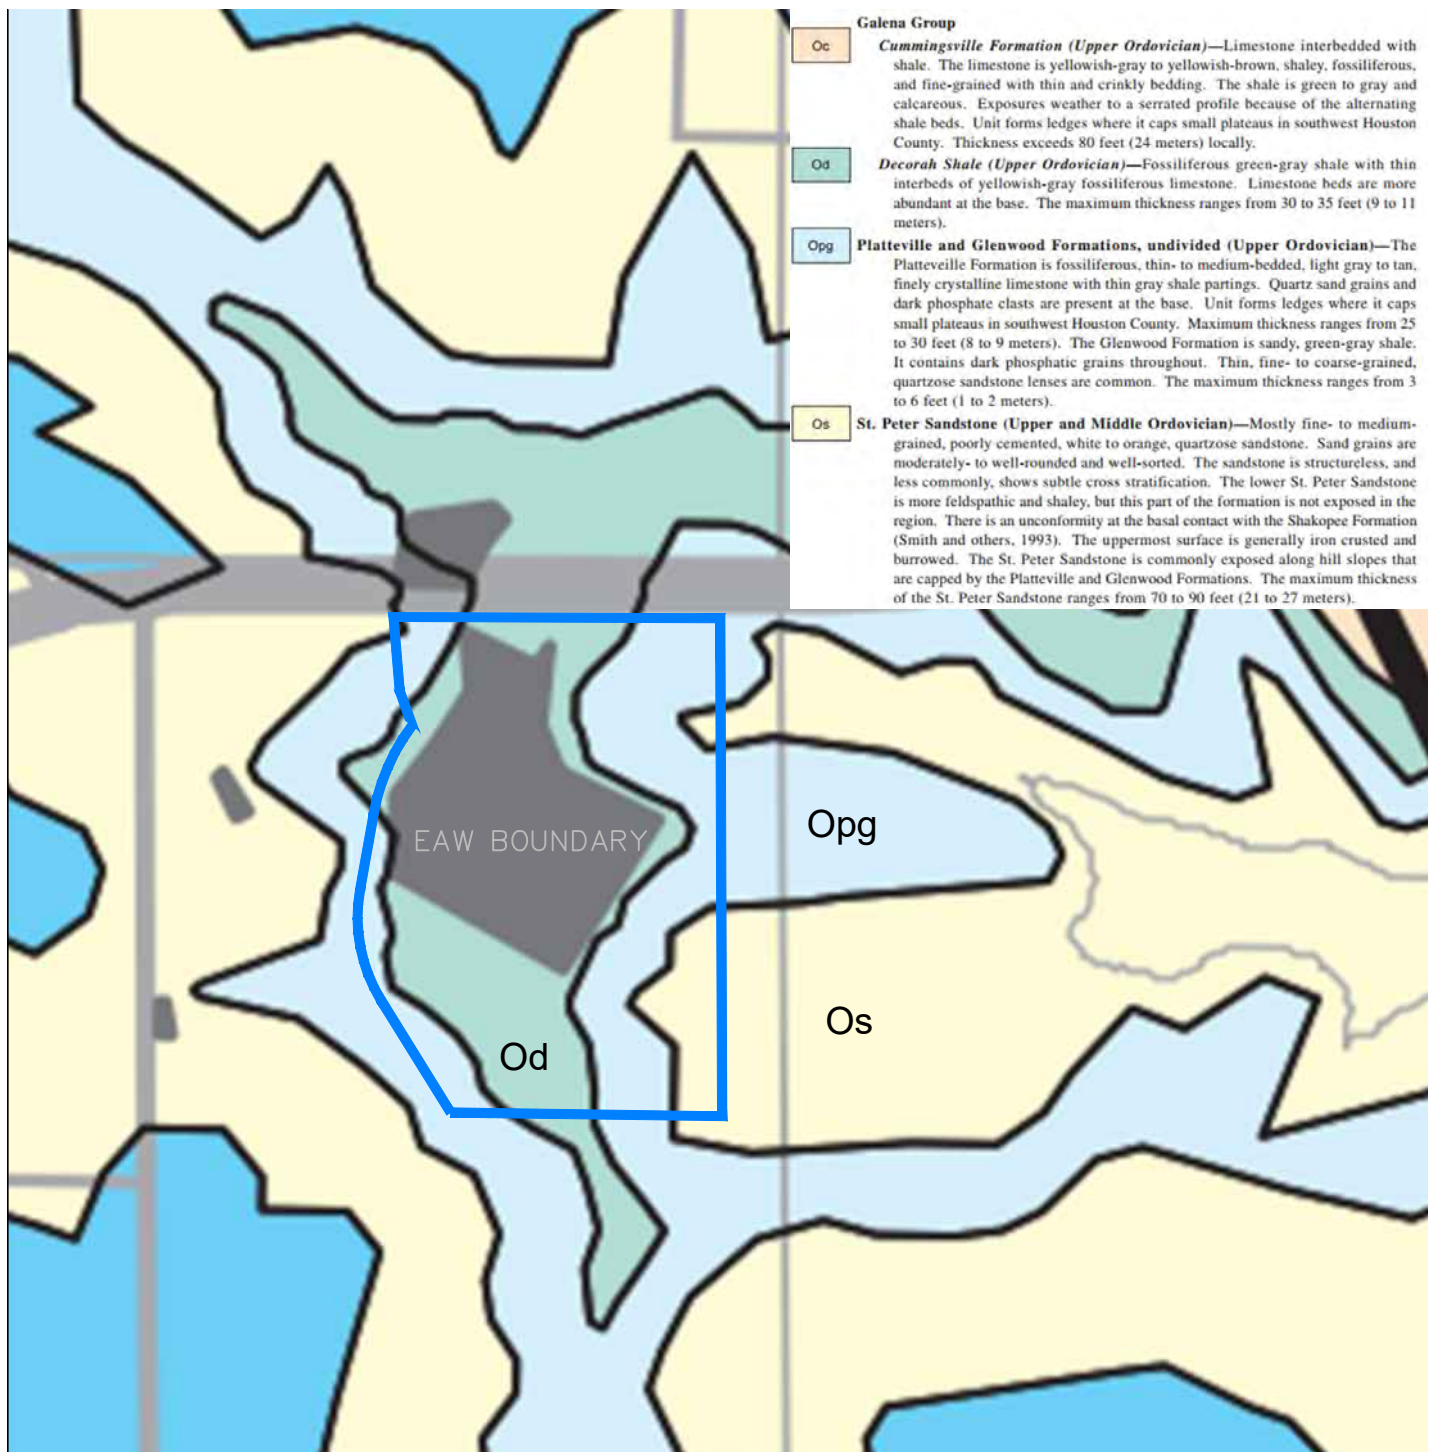 Galena Group
Oc
Cummingsville Formation (Upper Ordovician)—Limestone interbedded with
shale. The limestone is yellowish-gray to yellowish-brown, shaley, fossiliferous,
and fine-grained with thin and crinkly bedding. The shale is green to gray and
calcareous. Exposures weather to a serrated profile because of the alternating
shale beds. Unit forms ledges where it caps small plateaus in southwest Houston
County. Thickness exceeds 80 feet (24 meters) locally.
Od
Decorah Shale (Upper Ordovician)—Fossiliferous green-gray shale with thin
interbeds of yellowish-gray fossiliferous limestone. Limestone beds are more
abundant at the base. The maximum thickness ranges from 30 to 35 feet (9 to 11
meters).
Opg
Platteville and Glenwood Formations, undivided (Upper Ordovician)—The
Platteveille Formation is fossiliferous, thin- to medium-bedded, light gray to tan,
finely crystalline limestone with thin gray shale partings. Quartz sand grains and
dark phosphate clasts are present at the base. Unit forms ledges where it caps
small plateaus in southwest Houston County. Maximum thickness ranges from 25
to 30 feet (8 to 9 meters). The Glenwood Formation is sandy, green-gray shale.
It contains dark phosphatic grains throughout. Thin, fine- to coarse-grained,
quartzose sandstone lenses are common. The maximum thickness ranges from 3
to 6 feet (1 to 2 meters).
Os
St. Peter Sandstone (Upper and Middle Ordovician)—Mostly fine- to medium-
grained, poorly cemented, white to orange, quartzose sandstone. Sand grains are
moderately- to well-rounded and well-sorted. The sandstone is structureless, and
less commonly, shows subtle cross stratification. The lower St. Peter Sandstone
is more feldspathic and shaley, but this part of the formation is not exposed in the
region. There is an unconformity at the basal contact with the Shakopee Formation
(Smith and others, 1993). The uppermost surface is generally iron crusted and
burrowed. The St. Peter Sandstone is commonly exposed along hill slopes that
are capped by the Platteville and Glenwood Formations. The maximum thickness
of the St. Peter Sandstone ranges from 70 to 90 feet (21 to 27 meters).
Opg
EAW BOUNDARY
Os
Od